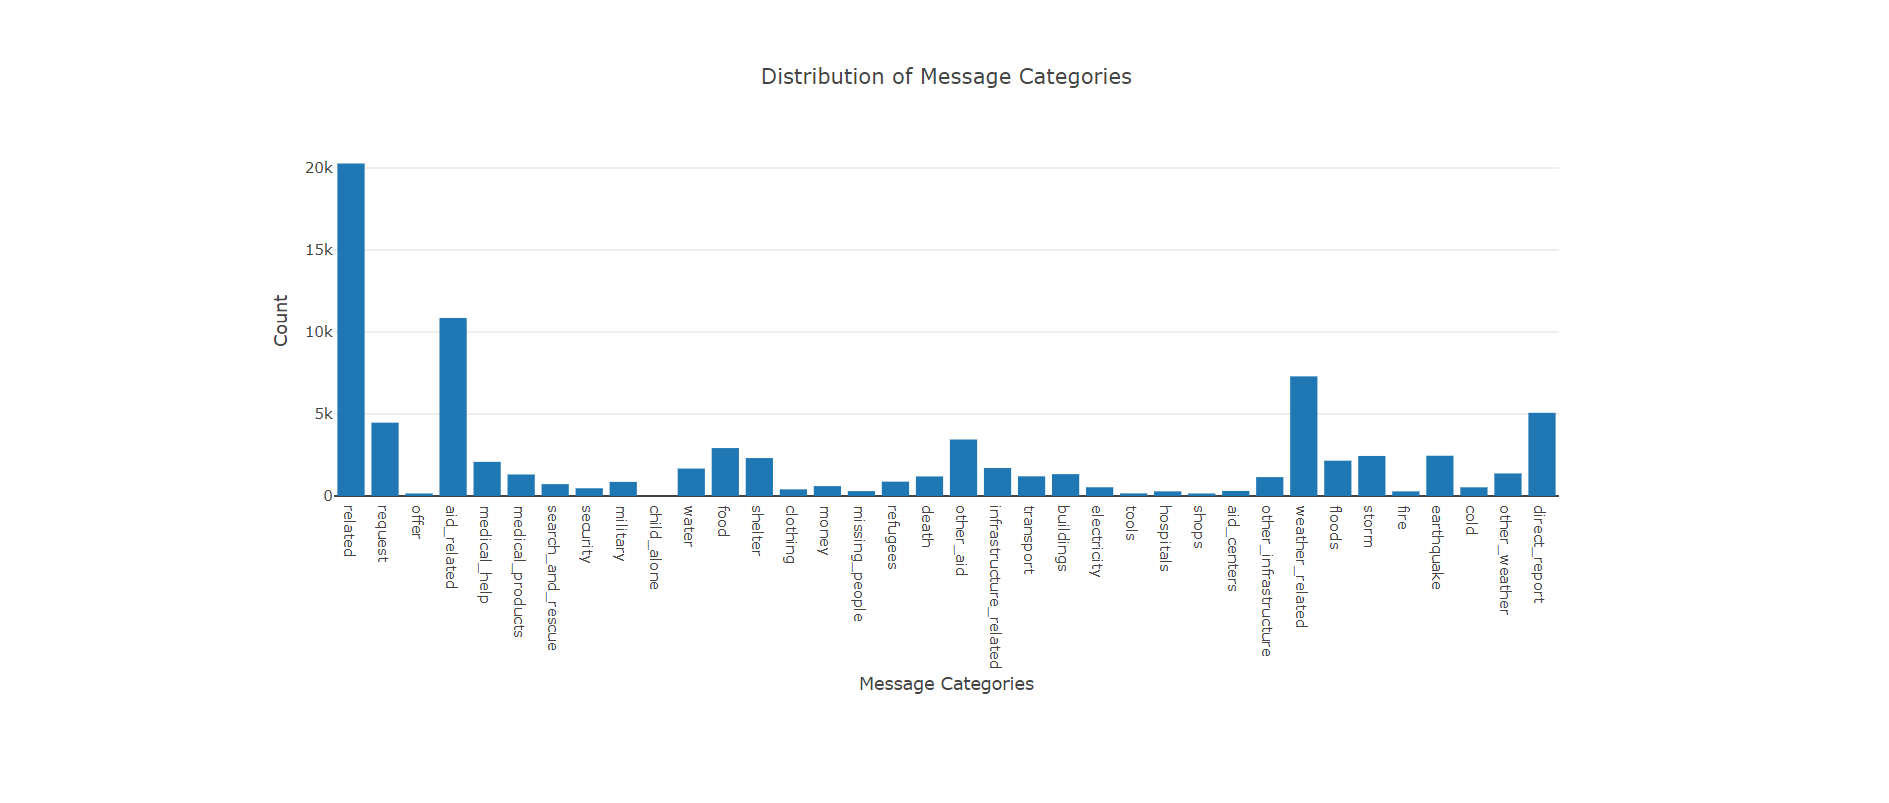 Distribution of Message Categories
20k
15k
10k
5k
0
Count
related
request
offer
aid_related
medical_help
medical_products
search_and_rescue
security
military
child_alone
water
food
shelter
clothing
money
missing_people
refugees
death
other_aid
infrastructure_related
transport
buildings
electricity
tools
hospitals
shops
aid_centers
other_infrastructure
weather_related
floods
storm
fire
earthquake
cold
other_weather
direct_report
Message Categories